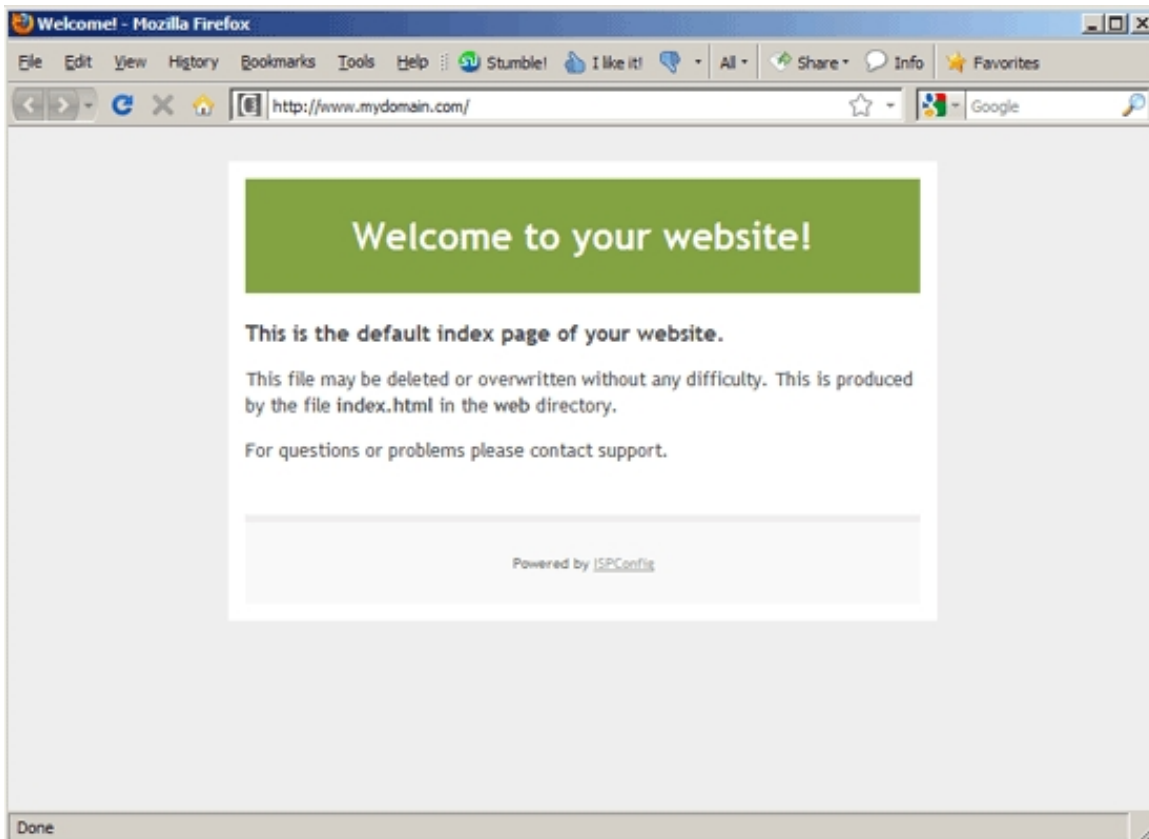 Welcome! - Mozilla Firefox
File Edit View History Bookmarks Tools Help Stumble! I like it! All Share Info Favorites
http://www.mydomain.com/ Google
Welcome to your website!
This is the default index page of your website.
This file may be deleted or overwritten without any difficulty. This is produced
by the file index.html in the web directory.
For questions or problems please contact support.
Powered by ISPConfig
Done